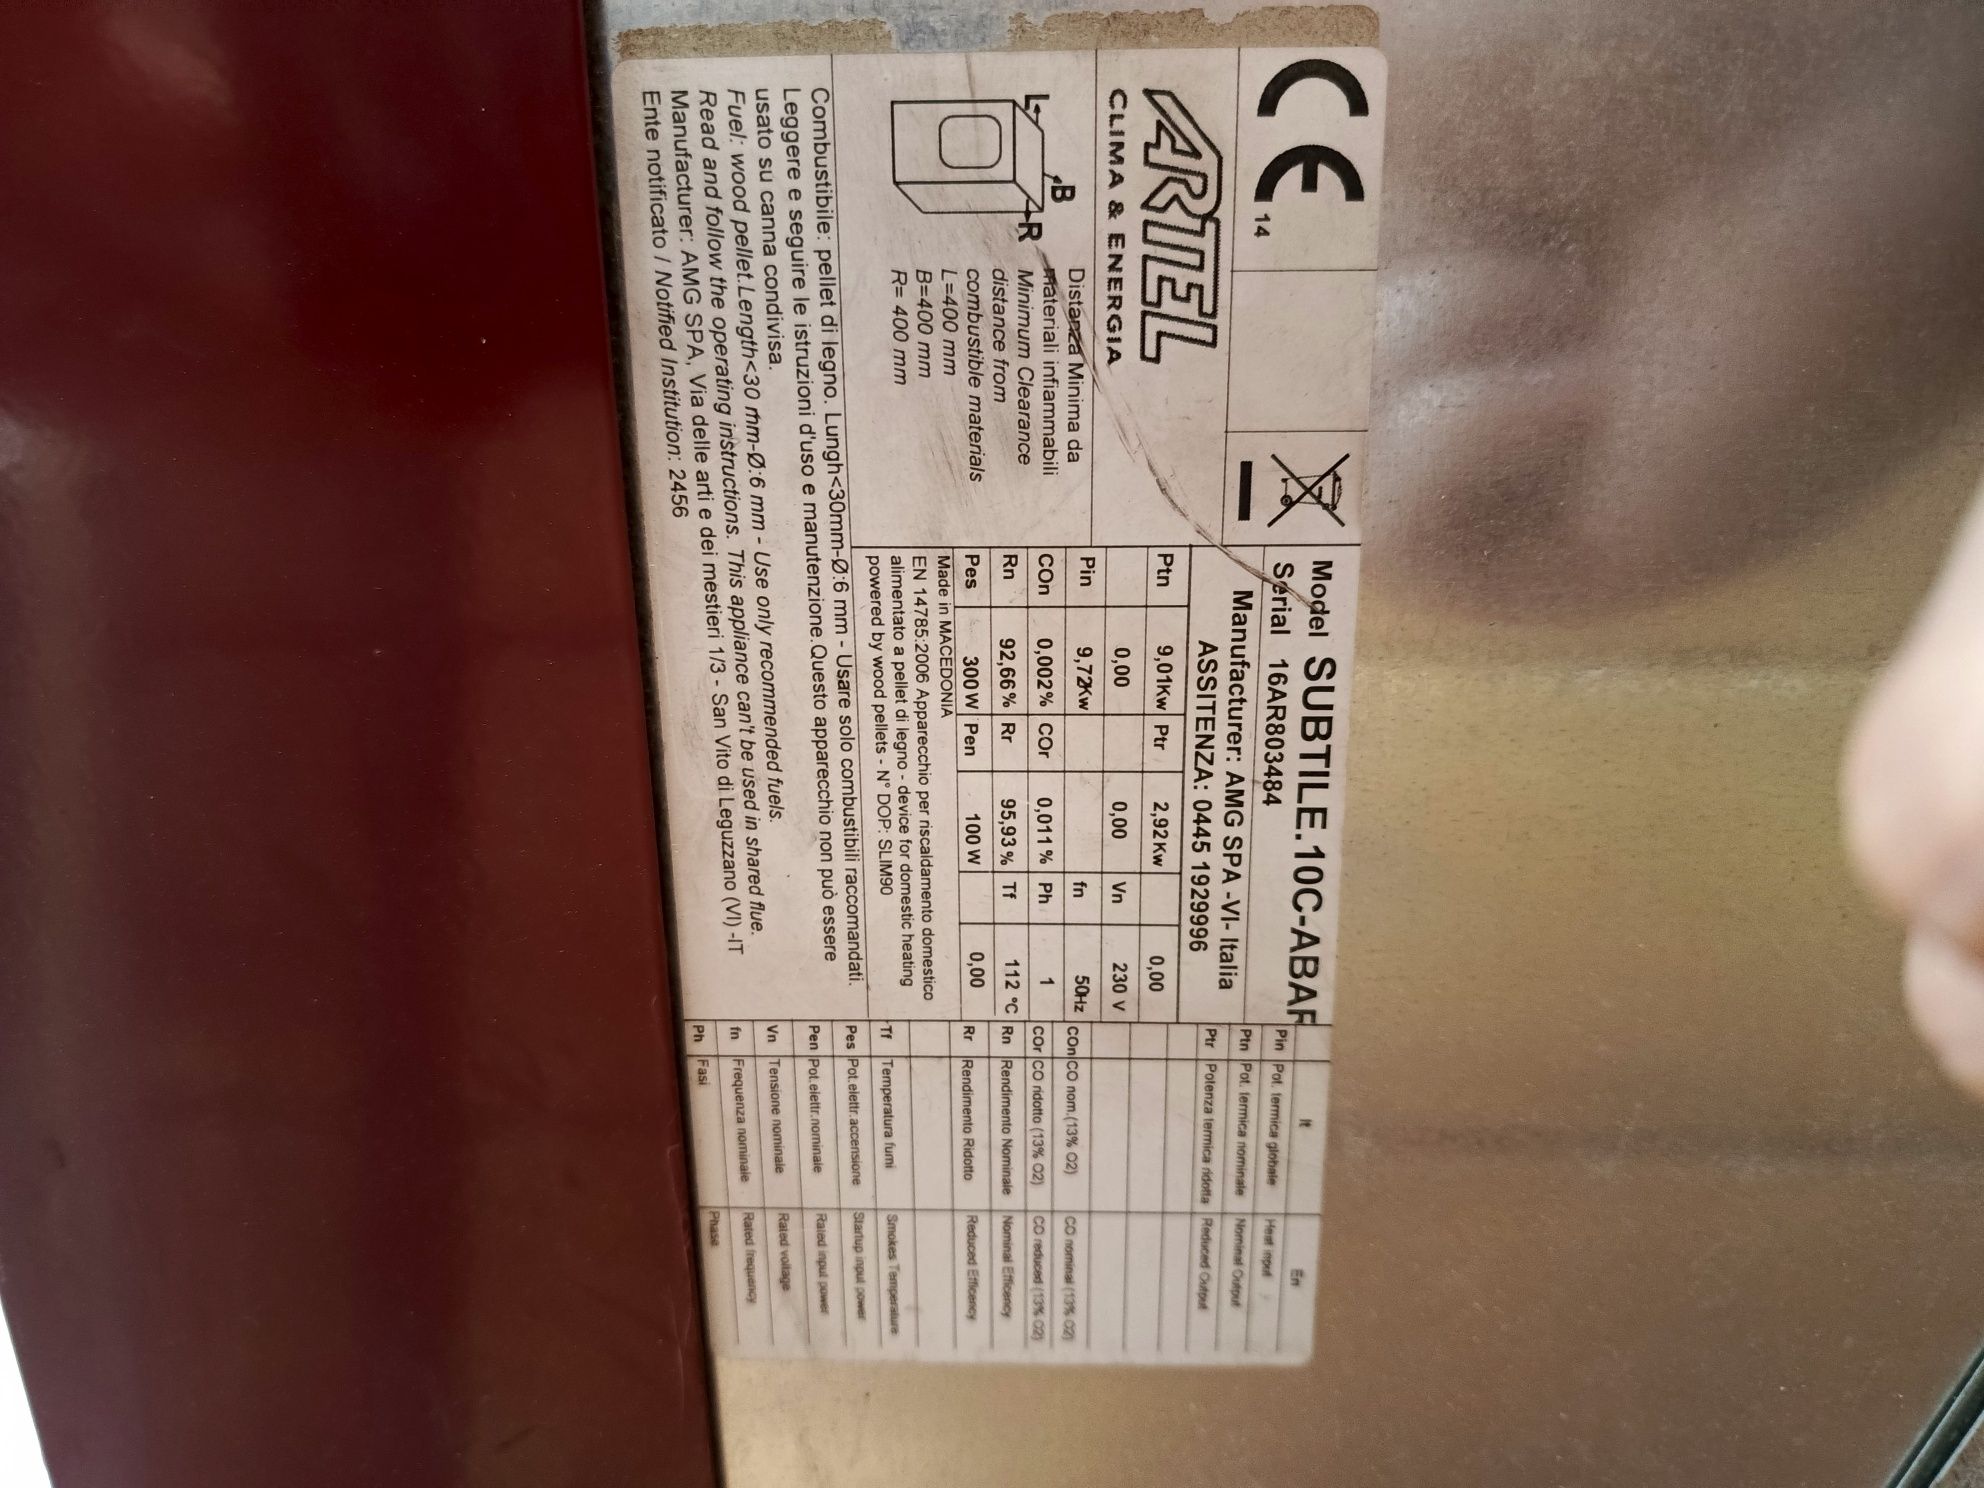 CE 14
ARTEL
CLIMA & ENERGIA
Model SUBTILE.10C-ABAR
Serial 16AR803484
Manufacturer: AMG SPA -VI- Italia
ASSITENZA: 0445 1929996
Ptn 9,01Kw Ptr 2,92Kw 0,00
0,00 0,00 Vn 230 V
Pin 9,72Kw fn 50Hz
COn 0,002% COr 0,011% Ph 1
Rn 92,66% Rr 95,93% Tf 112 °C
Pes 300W Pen 100W 0,00
Made in MACEDONIA
EN 14785:2006 Apparecchio per riscaldamento domestico
alimentato a pellet di legno - device for domestic heating
powered by wood pellets - N° DOP: SLIM90
L B R
Distanza Minima da
materiali infiammabili
Minimum Clearance
distance from
combustible materials
L=400 mm
B=400 mm
R= 400 mm
Combustibile: pellet di legno. Lungh<30mm-Ø:6 mm - Usare solo combustibili raccomandati.
Leggere e seguire le istruzioni d'uso e manutenzione.Questo apparecchio non può essere
usato su canna condivisa.
Fuel: wood pellet.Length<30 mm-Ø:6 mm - Use only recommended fuels.
Read and follow the operating instructions. This appliance can't be used in shared flue.
Manufacturer: AMG SPA, Via delle arti e dei mestieri 1/3 - San Vito di Leguzzano (VI) -IT
Ente notificato / Notified Institution: 2456
It En
Pin Pot. termica globale Heat input
Ptn Pot. termica nominale Nominal Output
Ptr Potenza termica ridotta Reduced Output
COn CO nom.(13% O2) CO nominal (13% O2)
COr CO ridotto (13% O2) CO reduced (13% O2)
Rn Rendimento Nominale Nominal Efficency
Rr Rendimento Ridotto Reduced Efficency
Tf Temperatura fumi Smokes Temperature
Pes Pot.elettr.accensione Startup input power
Pen Pot.elettr.nominale Rated input power
Vn Tensione nominale Rated voltage
fn Frequenza nominale Rated frequency
Ph Fasi Phase